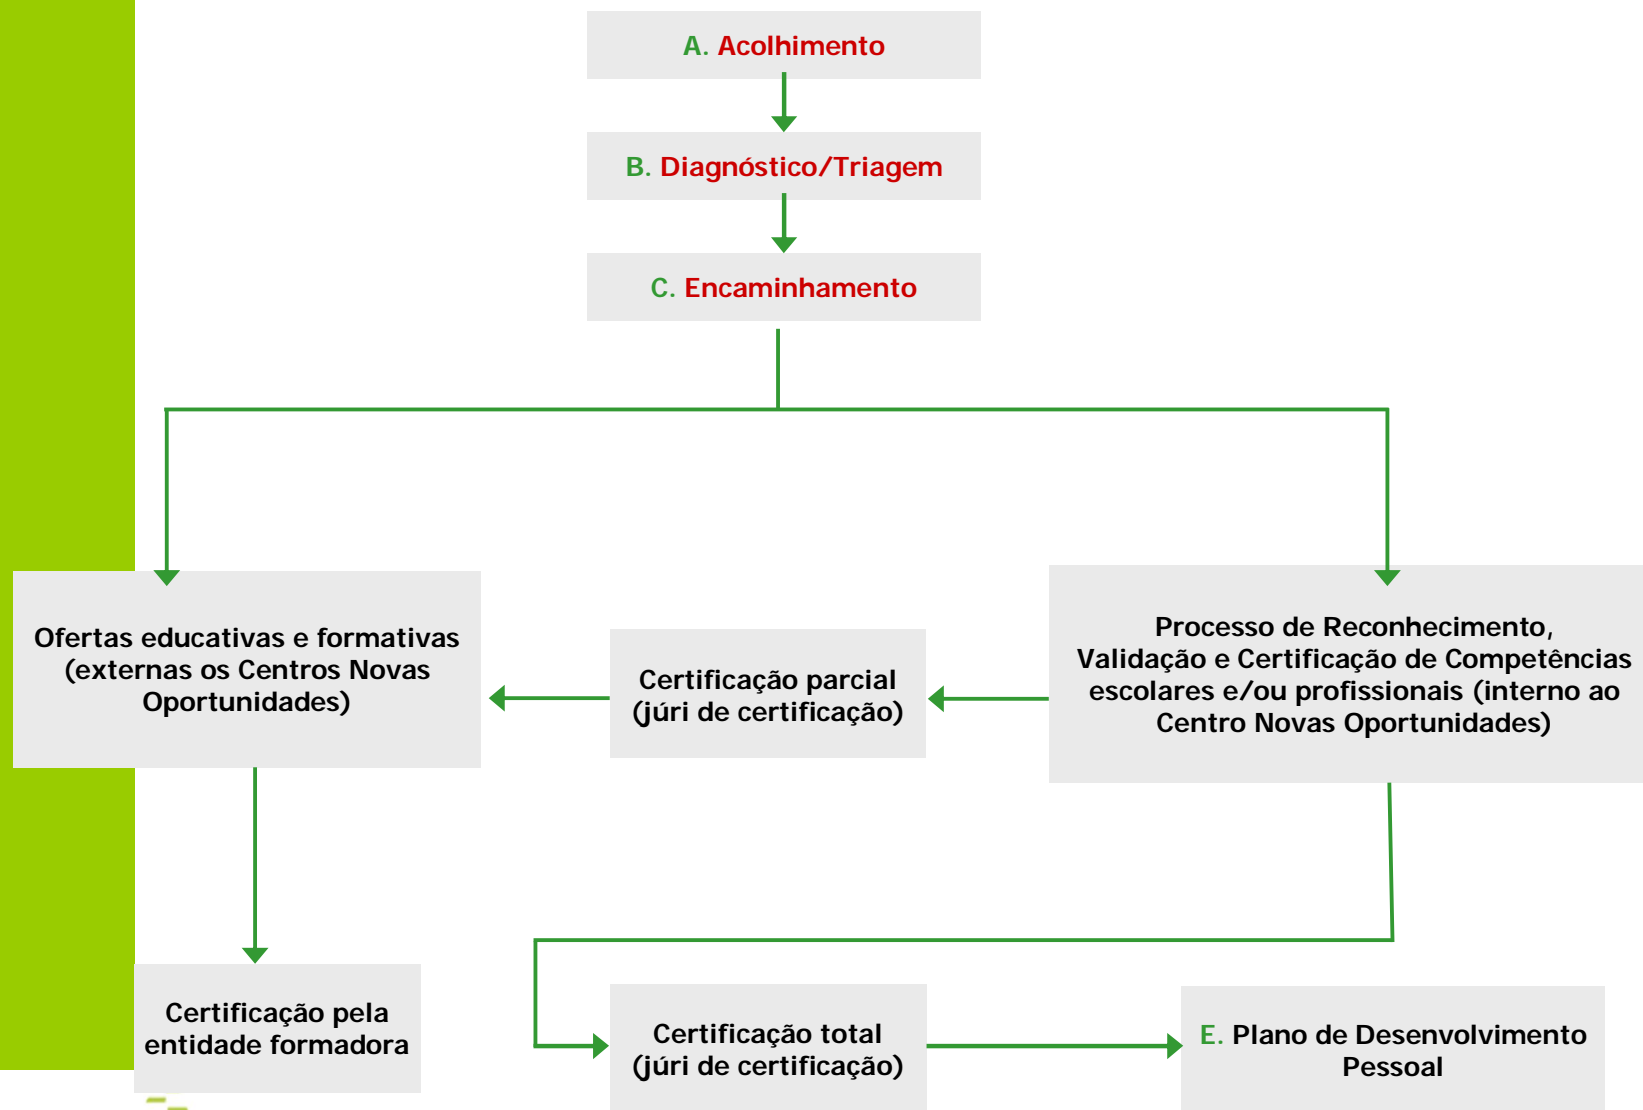 A. Acolhimento
B. Diagnóstico/Triagem
C. Encaminhamento
Ofertas educativas e formativas
(externas os Centros Novas
Oportunidades)
Certificação parcial
(júri de certificação)
Processo de Reconhecimento,
Validação e Certificação de Competências
escolares e/ou profissionais (interno ao
Centro Novas Oportunidades)
Certificação pela
entidade formadora
Certificação total
(júri de certificação)
E. Plano de Desenvolvimento
Pessoal